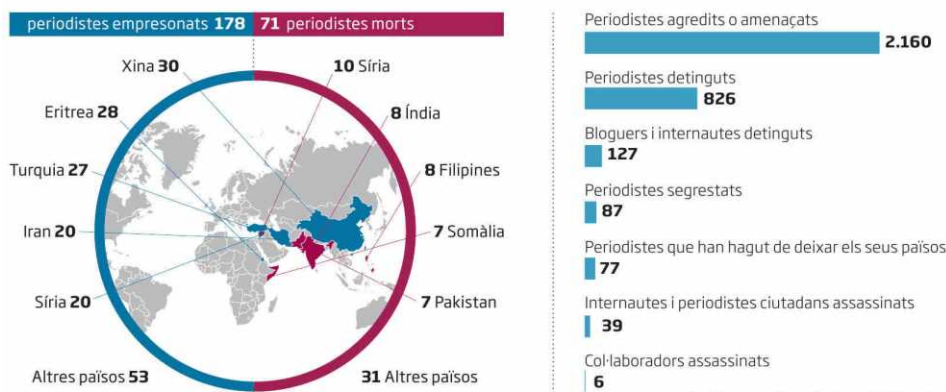 periodistes empresonats 178
71 periodistes morts
Xina 30
Eritrea 28
Turquia 27
Iran 20
Síria 20
Altres països 53
10 Síria
8 Índia
8 Filipines
7 Somàlia
7 Pakistan
31 Altres països
Periodistes agredits o amenaçats
2.160
Periodistes detinguts
826
Bloguers i internautes detinguts
127
Periodistes segrestats
87
Periodistes que han hagut de deixar els seus països
77
Internautes i periodistes ciutadans assassinats
39
Col·laboradors assassinats
6